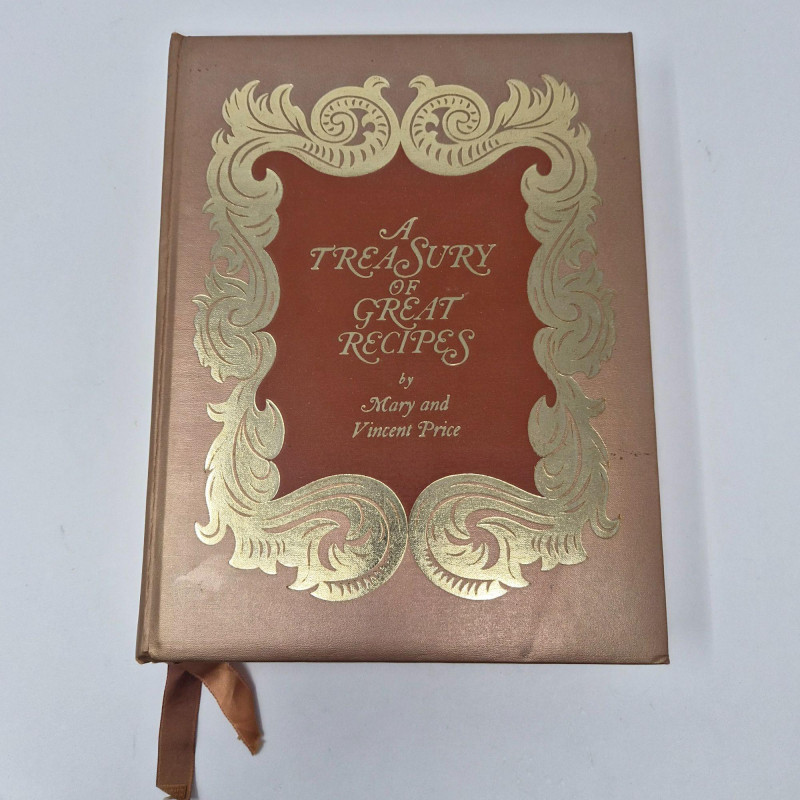 A
TREASURY
OF
GREAT
RECIPES
by
Mary and
Vincent Price